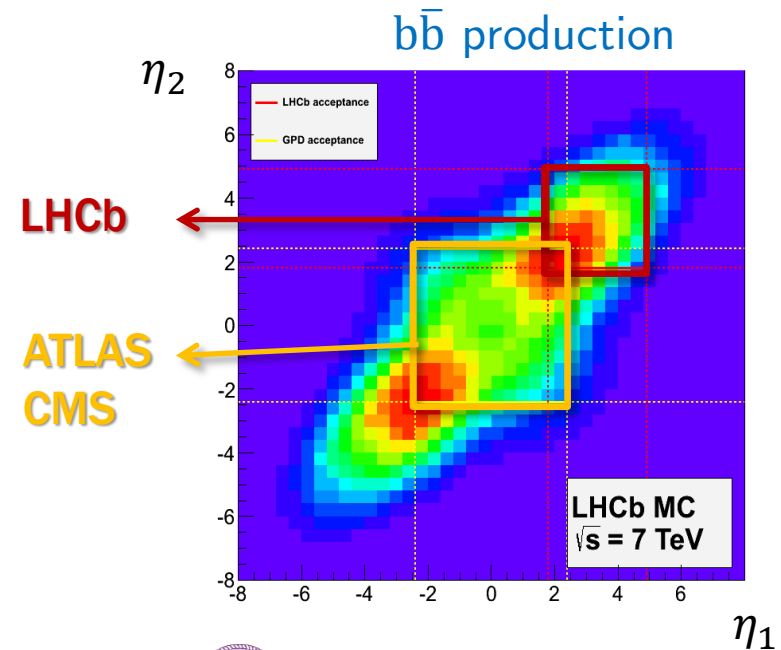 bb̄ production
η₂
LHCb acceptance
GPD acceptance
8
6
4
2
0
-2
-4
-6
-8
LHCb
ATLAS
CMS
LHCb MC
√s = 7 TeV
-8 -6 -4 -2 0 2 4 6
η₁